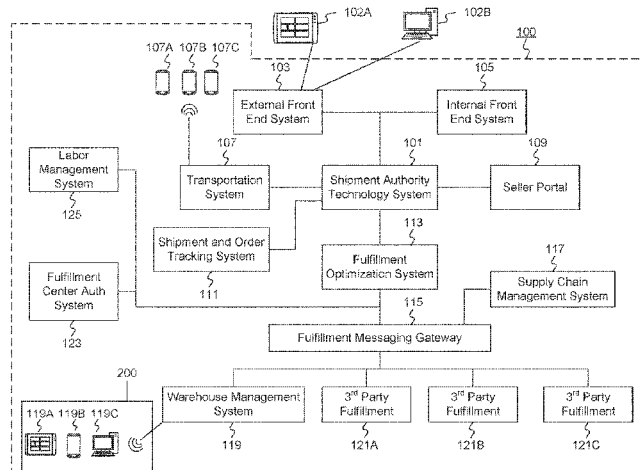 102A
102B
100
107A 107B 107C
103
105
External Front
End System
Internal Front
End System
107
101
109
Labor
Management
System
125
Transportation
System
Shipment Authority
Technology System
Seller Portal
113
Shipment and Order
Tracking System
111
Fulfillment
Optimization System
117
Supply Chain
Management System
Fulfillment
Center Auth
System
123
115
Fulfillment Messaging Gateway
200
119A 119B 119C
Warehouse Management
System
119
3rd Party
Fulfillment
121A
3rd Party
Fulfillment
121B
3rd Party
Fulfillment
121C